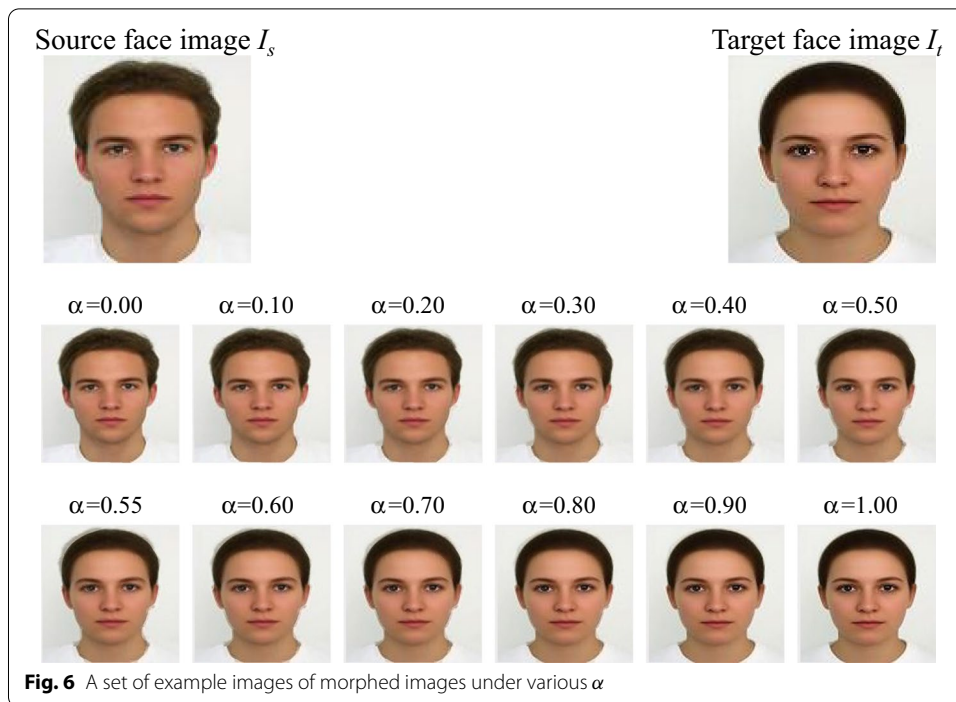 Source face image I_s Target face image I_t
α=0.00 α=0.10 α=0.20 α=0.30 α=0.40 α=0.50
α=0.55 α=0.60 α=0.70 α=0.80 α=0.90 α=1.00
Fig. 6 A set of example images of morphed images under various α